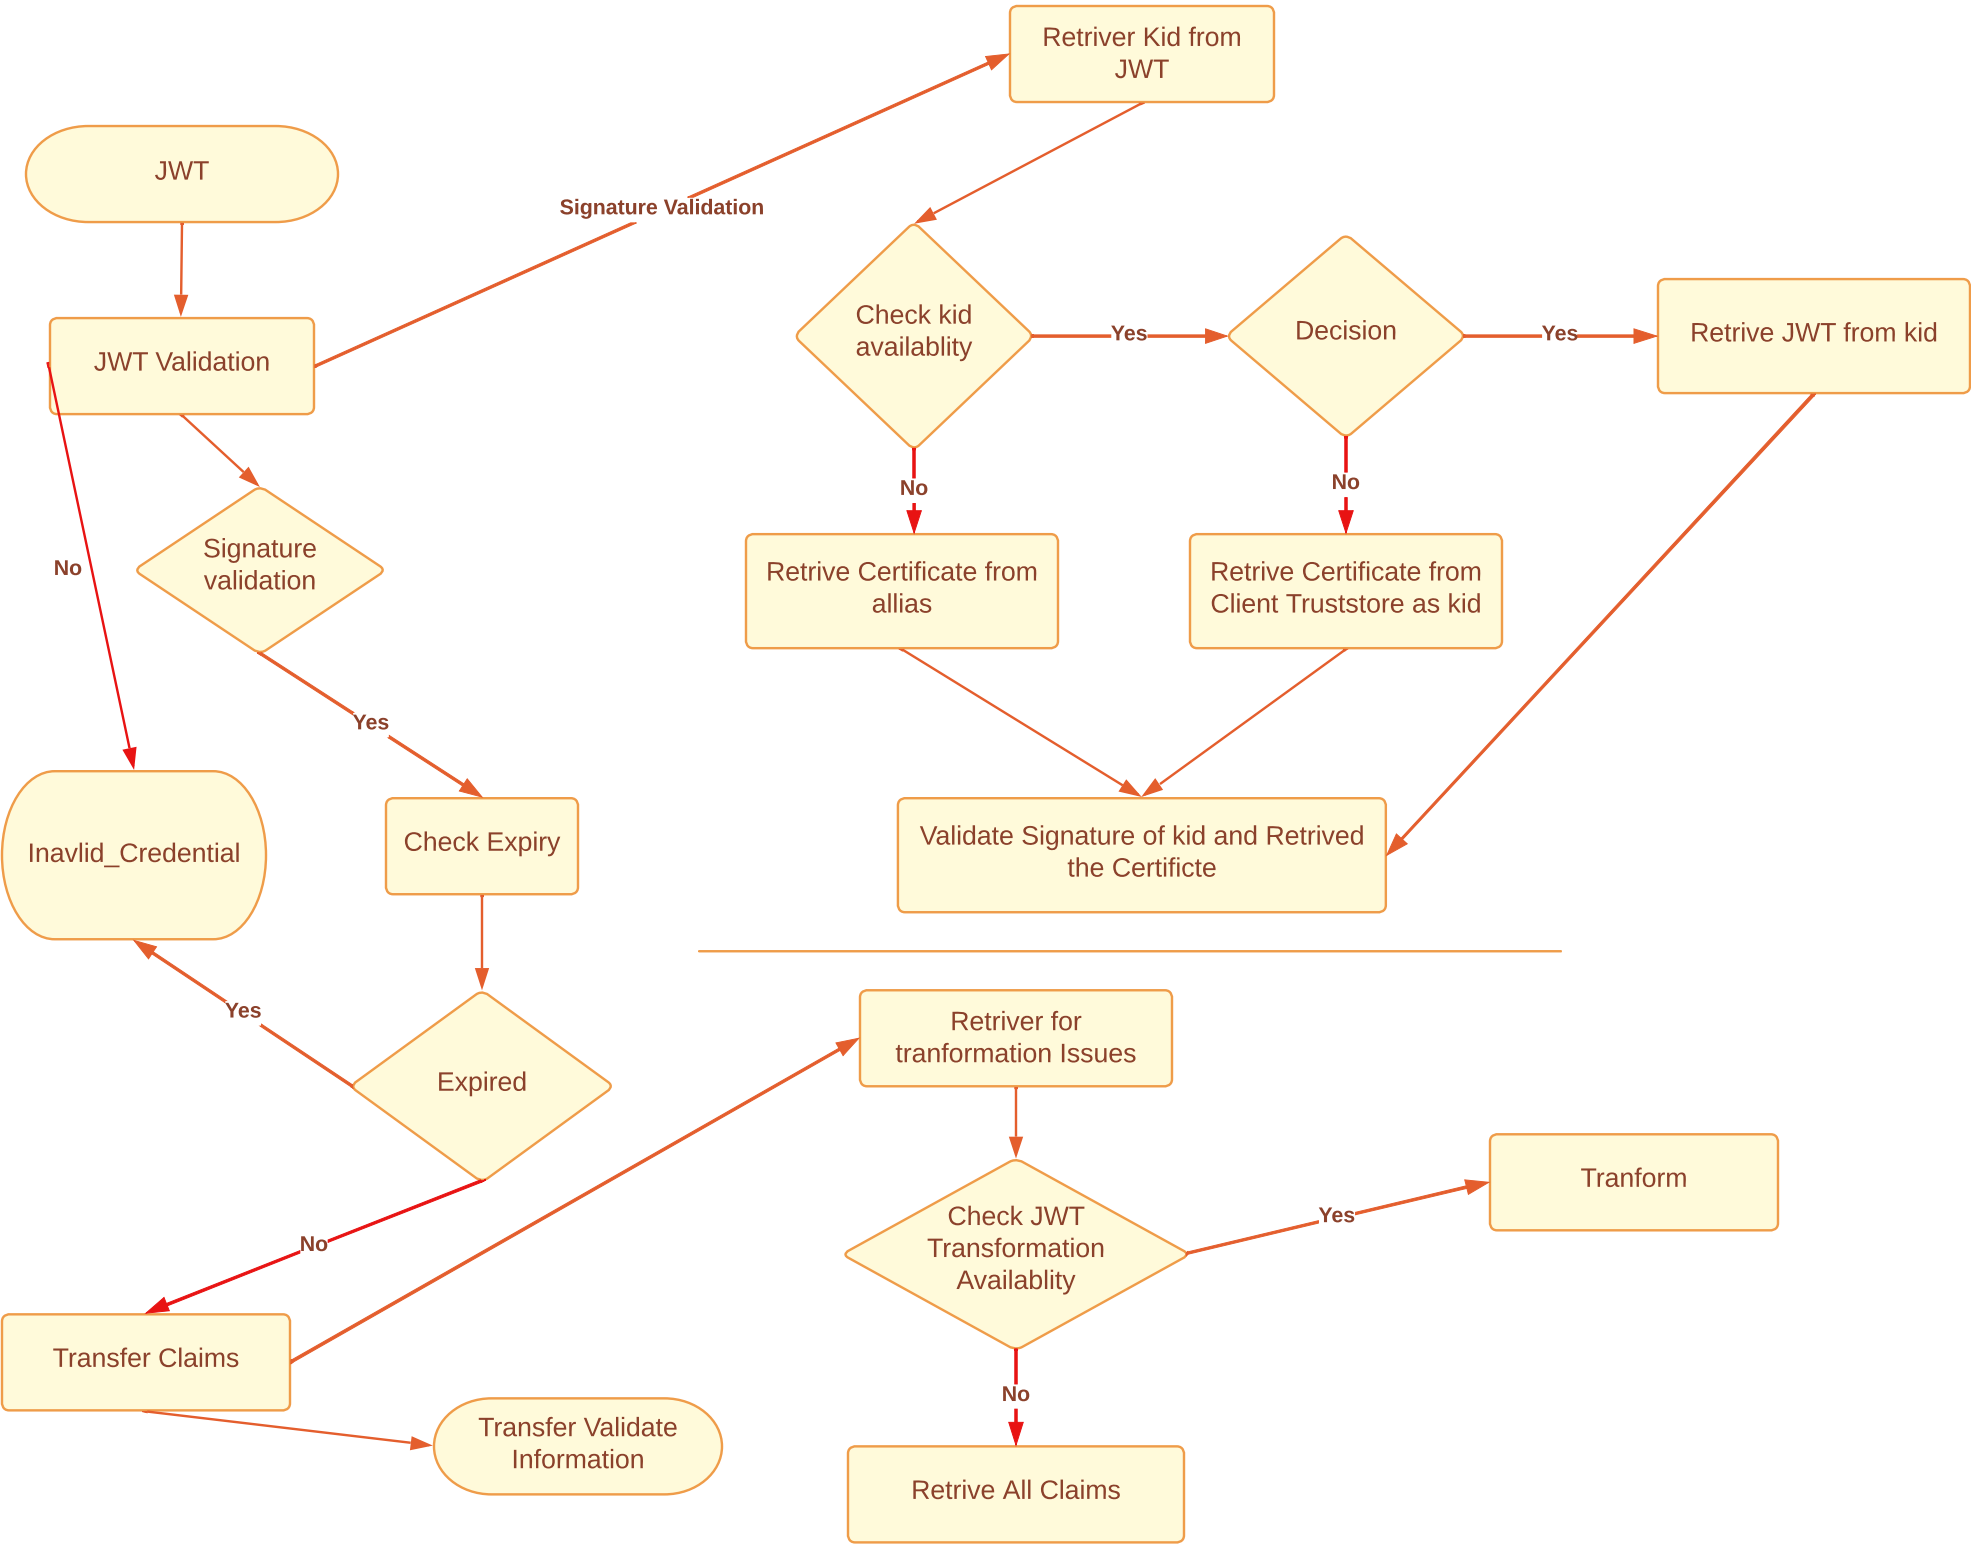 Retriver Kid from
JWT
JWT
Signature Validation
Check kid
availablity
Yes
Decision
Yes
Retrive JWT from kid
JWT Validation
No
No
Signature
validation
No
Retrive Certificate from
allias
Retrive Certificate from
Client Truststore as kid
Yes
Inavlid_Credential
Check Expiry
Validate Signature of kid and Retrived
the Certificte
Yes
Expired
Retriver for
tranformation Issues
Check JWT
Transformation
Availablity
Yes
Tranform
No
Transfer Claims
No
Transfer Validate
Information
Retrive All Claims